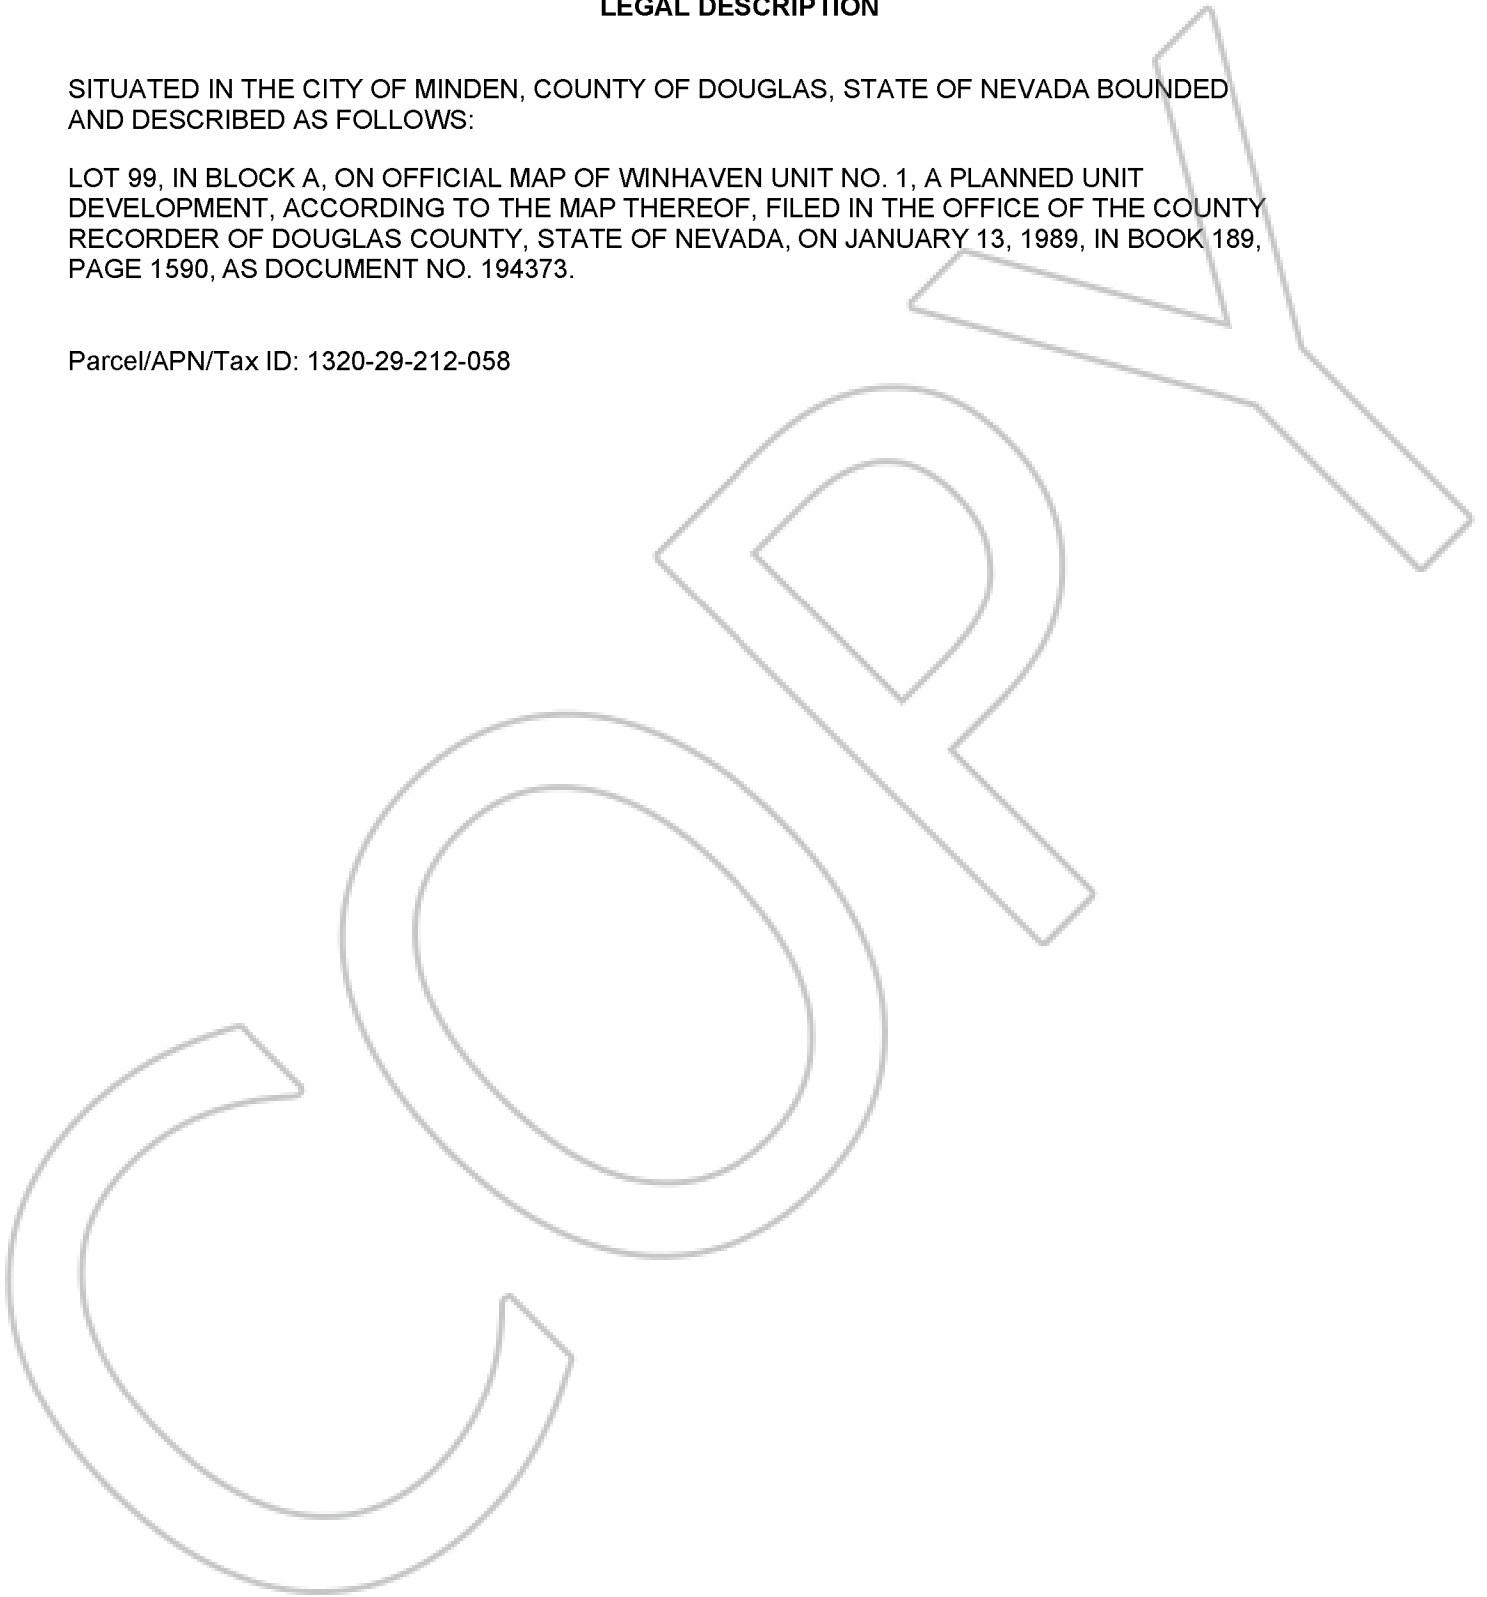 LEGAL DESCRIPTION
SITUATED IN THE CITY OF MINDEN, COUNTY OF DOUGLAS, STATE OF NEVADA BOUNDED
AND DESCRIBED AS FOLLOWS:
LOT 99, IN BLOCK A, ON OFFICIAL MAP OF WINHAVEN UNIT NO. 1, A PLANNED UNIT
DEVELOPMENT, ACCORDING TO THE MAP THEREOF, FILED IN THE OFFICE OF THE COUNTY
RECORDER OF DOUGLAS COUNTY, STATE OF NEVADA, ON JANUARY 13, 1989, IN BOOK 189,
PAGE 1590, AS DOCUMENT NO. 194373.
Parcel/APN/Tax ID: 1320-29-212-058
COPY